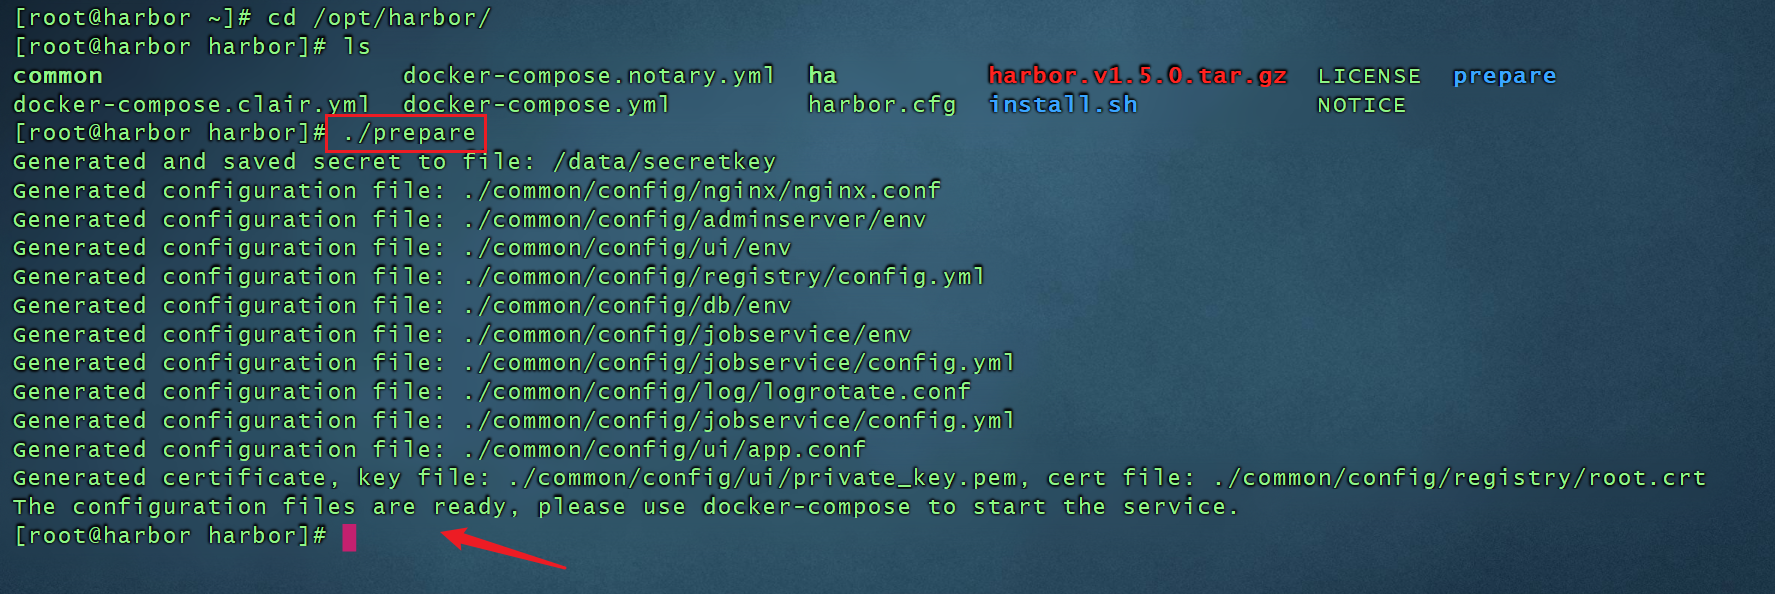 [root@harbor ~]# cd /opt/harbor/
[root@harbor harbor]# ls
common                    docker-compose.notary.yml  ha          harbor.v1.5.0.tar.gz  LICENSE  prepare
docker-compose.clair.yml  docker-compose.yml         harbor.cfg  install.sh            NOTICE
[root@harbor harbor]# ./prepare
Generated and saved secret to file: /data/secretkey
Generated configuration file: ./common/config/nginx/nginx.conf
Generated configuration file: ./common/config/adminserver/env
Generated configuration file: ./common/config/ui/env
Generated configuration file: ./common/config/registry/config.yml
Generated configuration file: ./common/config/db/env
Generated configuration file: ./common/config/jobservice/env
Generated configuration file: ./common/config/jobservice/config.yml
Generated configuration file: ./common/config/log/logrotate.conf
Generated configuration file: ./common/config/jobservice/config.yml
Generated configuration file: ./common/config/ui/app.conf
Generated certificate, key file: ./common/config/ui/private_key.pem, cert file: ./common/config/registry/root.crt
The configuration files are ready, please use docker-compose to start the service.
[root@harbor harbor]#